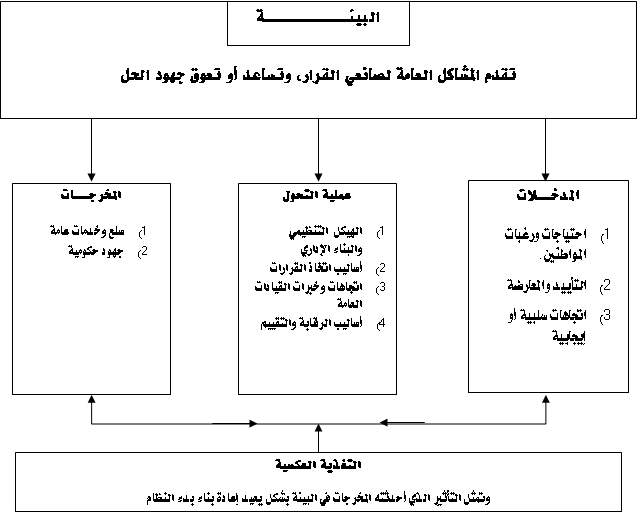 البيئـــــــــــــة
تقدم المشاكل العامة لصانعي القرار، وتساعد أو تعوق جهود الحل
المدخـــلات
1) احتياجات ورغبات
المواطنين.
2) التأييد والمعارضة
3) اتجاهات سلبية أو
إيجابية
عملية التحول
1) الهيكل التنظيمي
والبناء الإداري
2) أساليب اتخاذ القرارات
3) اتجاهات وخبرات القيادات
العامة
4) أساليب الرقابة والتقييم
المخرجـــات
1) سلع وخدمات عامة
2) جهود حكومية
التغذية العكسية
وتمثل التأثير الذي أحدثته المخرجات في البيئة بشكل يعيد إعادة بناء بدء النظام